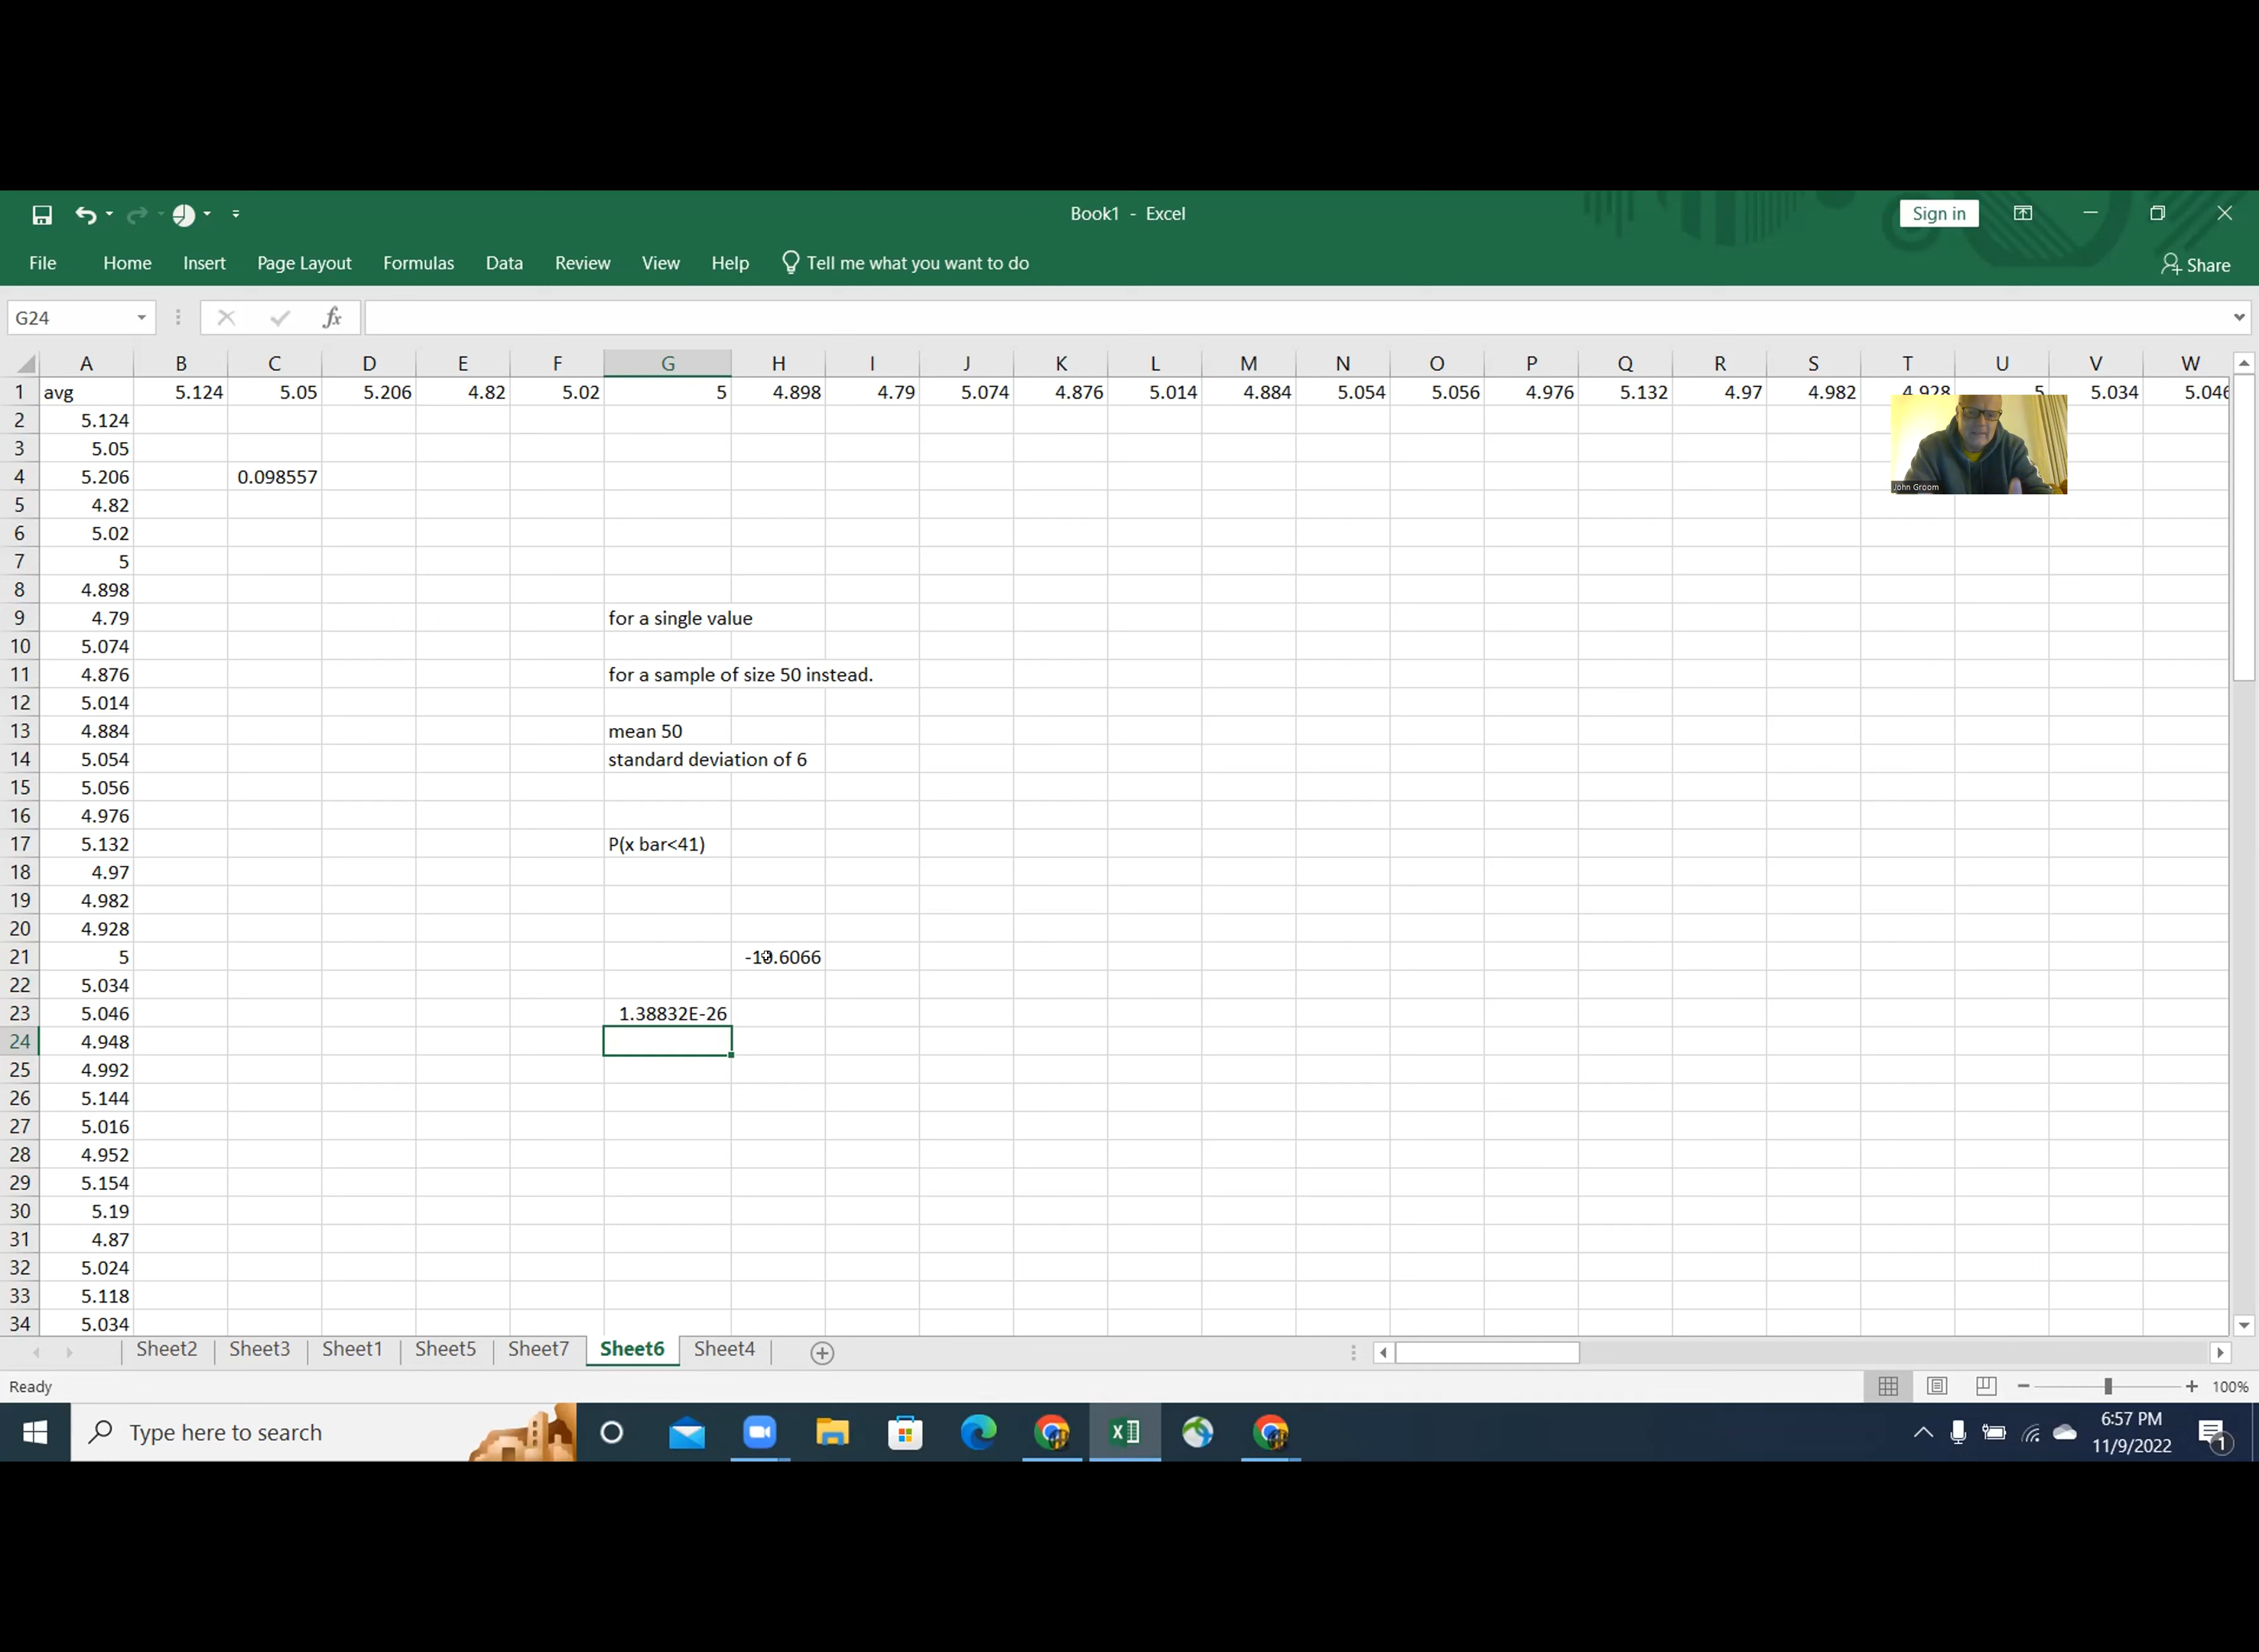 Book1 - Excel
Sign in
File Home Insert Page Layout Formulas Data Review View Help Tell me what you want to do
Share
G24
fx
A B C D E F G H I J K L M N O P Q R S T U V W
1 avg 5.124 5.05 5.206 4.82 5.02 5 4.898 4.79 5.074 4.876 5.014 4.884 5.054 5.056 4.976 5.132 4.97 4.982 4.928 5 5.034 5.046
2 5.124
3 5.05
4 5.206 0.098557
John Groom
5 4.82
6 5.02
7 5
8 4.898
9 4.79 for a single value
10 5.074
11 4.876 for a sample of size 50 instead.
12 5.014
13 4.884 mean 50
14 5.054 standard deviation of 6
15 5.056
16 4.976
17 5.132 P(x bar<41)
18 4.97
19 4.982
20 4.928
21 5 -10.6066
22 5.034
23 5.046 1.38832E-26
24 4.948
25 4.992
26 5.144
27 5.016
28 4.952
29 5.154
30 5.19
31 4.87
32 5.024
33 5.118
34 5.034
Sheet2 Sheet3 Sheet1 Sheet5 Sheet7 Sheet6 Sheet4
Ready
100%
Type here to search
6:57 PM
11/9/2022
1